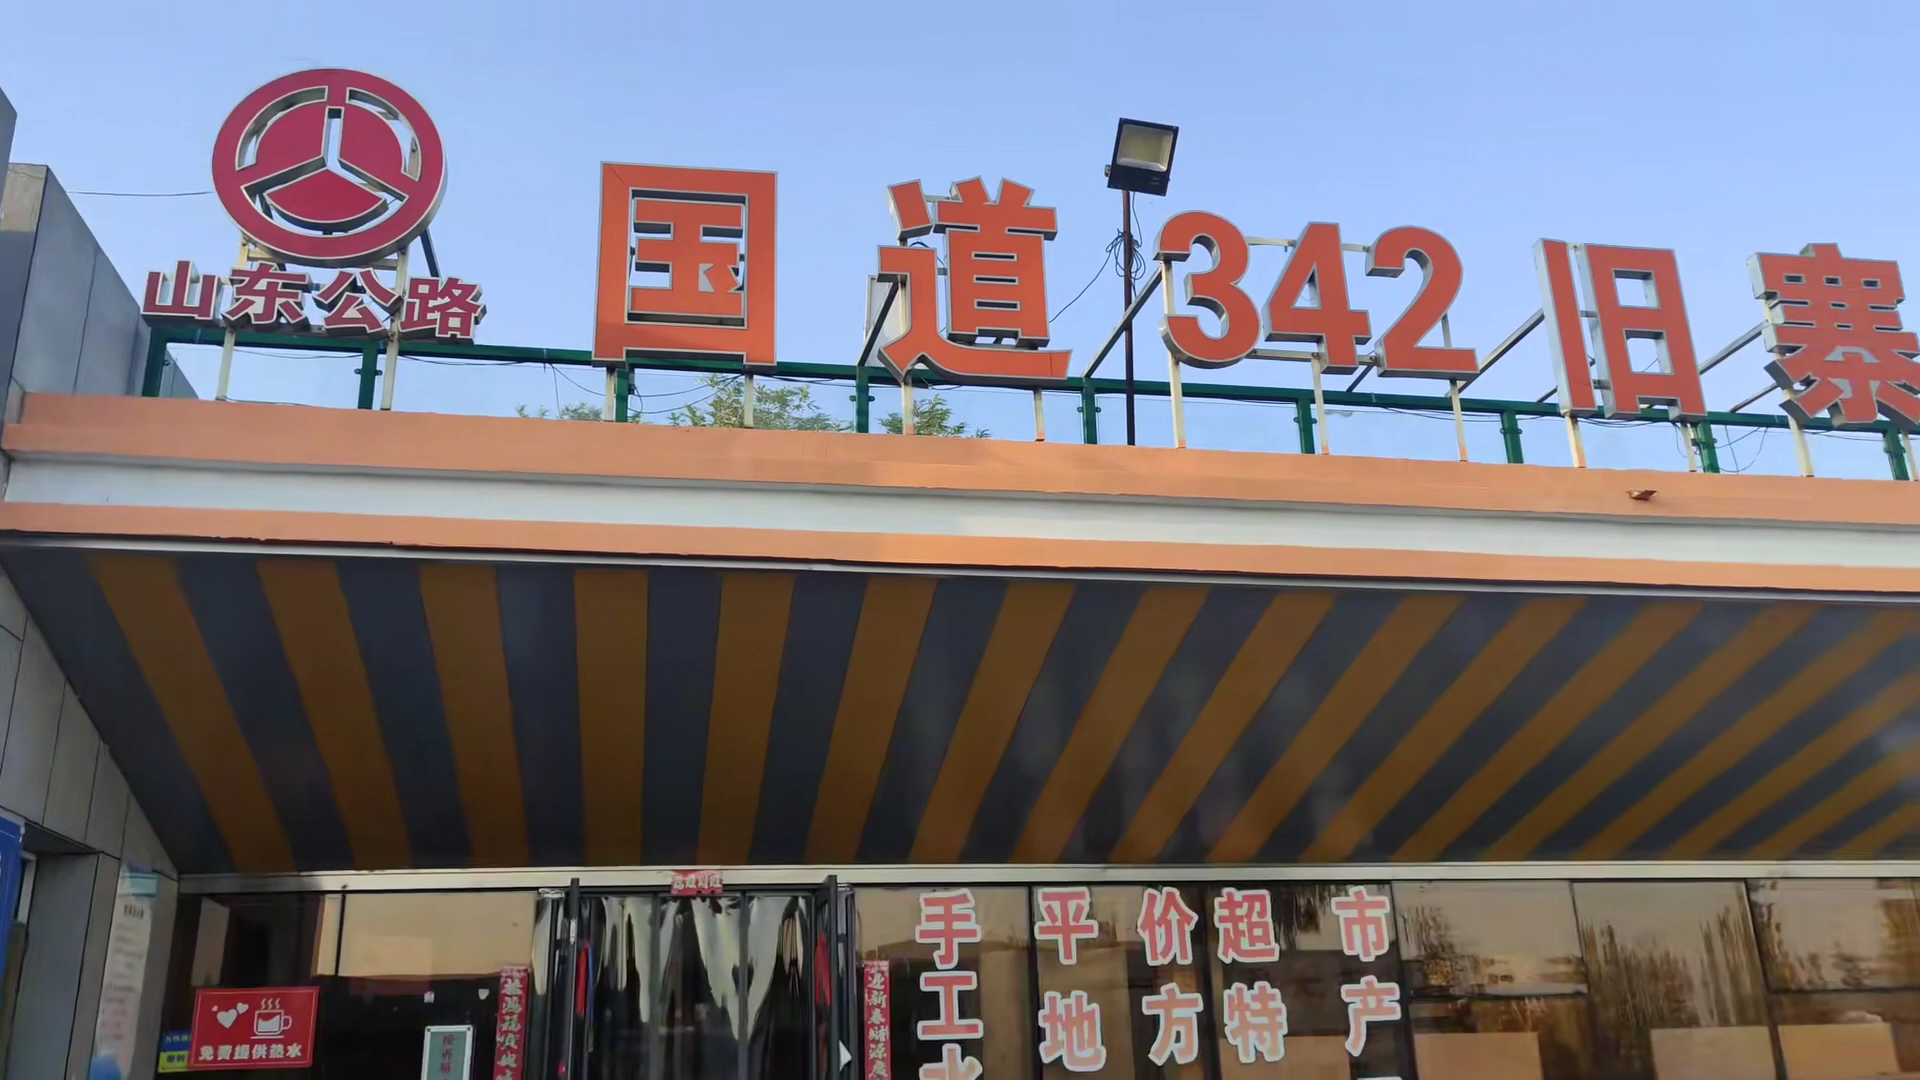 山东公路
国道342旧寨
平价超市
地方特产
手工水
免费提供热水